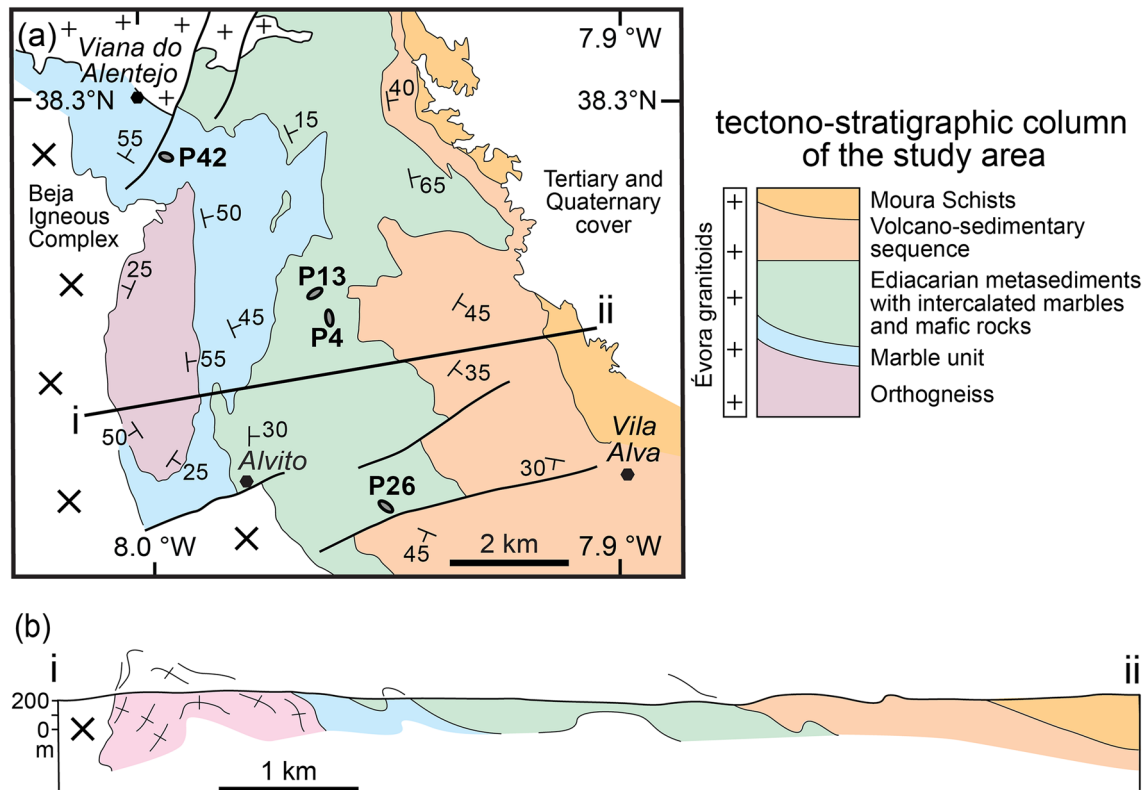 (a)
Viana do
Alentejo
7.9 °W
38.3°N
38.3°N
40
15
55
P42
65
Beja
Igneous
Complex
Tertiary and
Quaternary
cover
50
25
P13
P4
45
45
ii
55
35
i
50
25
30
Alvito
Vila
Alva
30
P26
45
8.0 °W
2 km
7.9 °W
tectono-stratigraphic column
of the study area
Évora granitoids
Moura Schists
Volcano-sedimentary
sequence
Ediacarian metasediments
with intercalated marbles
and mafic rocks
Marble unit
Orthogneiss
(b)
i
ii
200
0
m
1 km